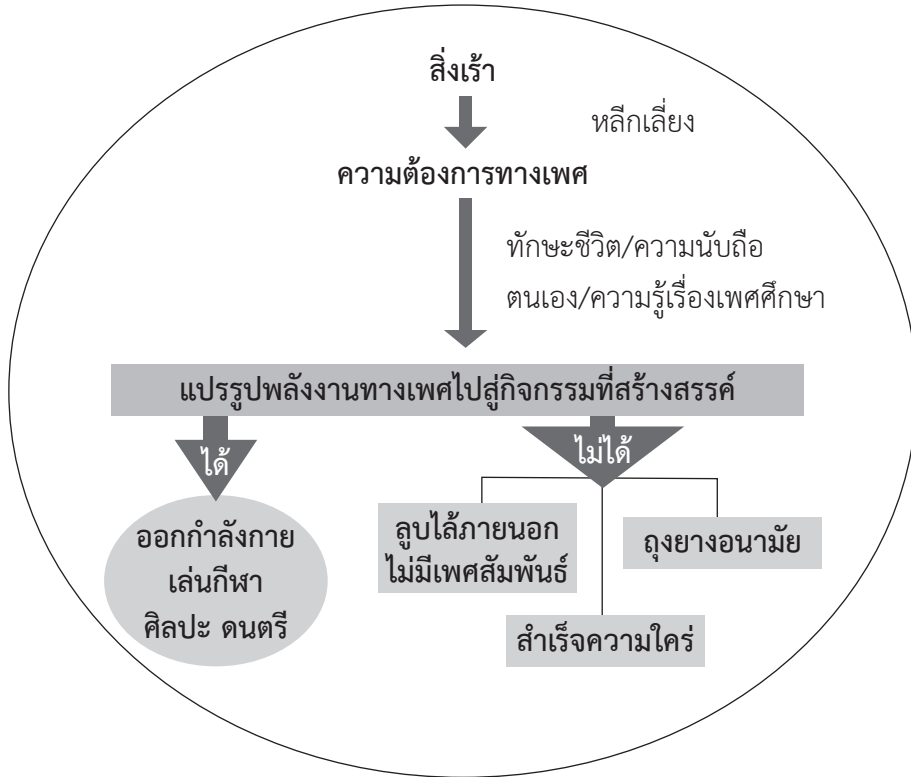 สิ่งเร้า
หลีกเลี่ยง
ความต้องการทางเพศ
ทักษะชีวิต/ความนับถือ
ตนเอง/ความรู้เรื่องเพศศึกษา
แปรรูปพลังงานทางเพศไปสู่กิจกรรมที่สร้างสรรค์
ได้
ไม่ได้
ออกกำลังกาย
เล่นกีฬา
ศิลปะ ดนตรี
ลูบไล้ภายนอก
ไม่มีเพศสัมพันธ์
ถุงยางอนามัย
สำเร็จความใคร่